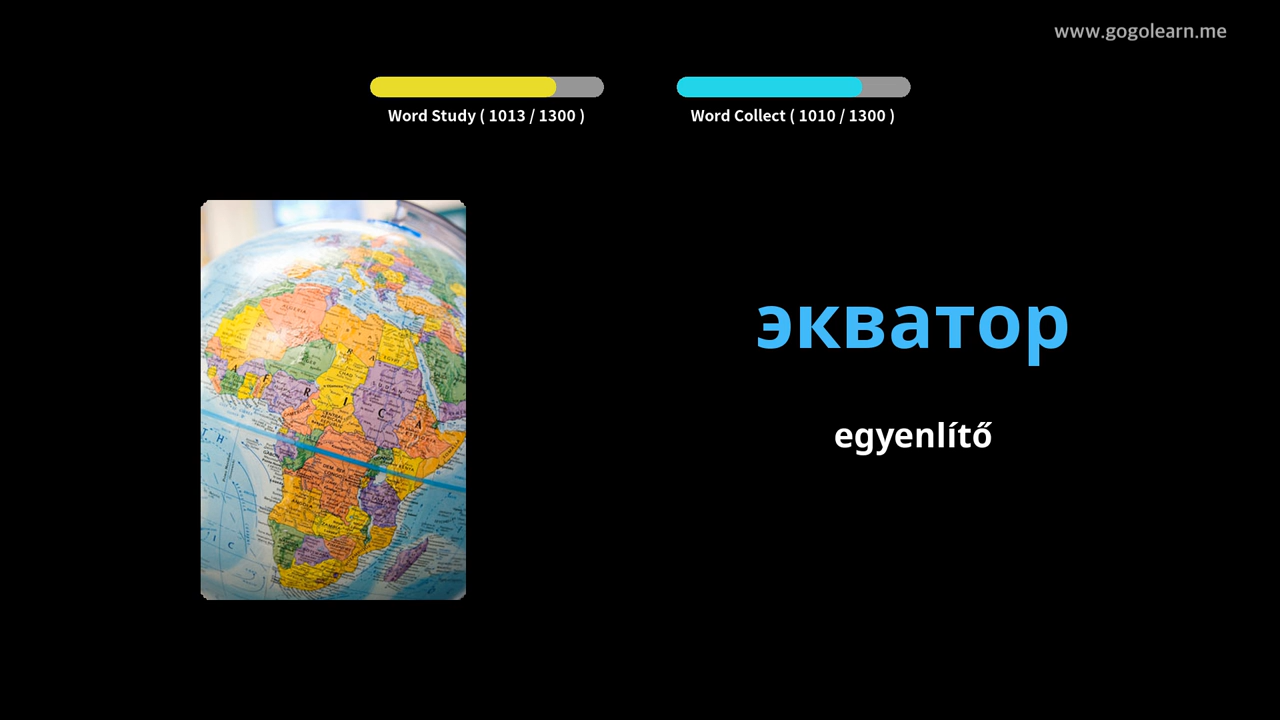 www.gogolearn.me
Word Study ( 1013 / 1300 )
Word Collect ( 1010 / 1300 )
экватор
egyenlítő
A F R I C A